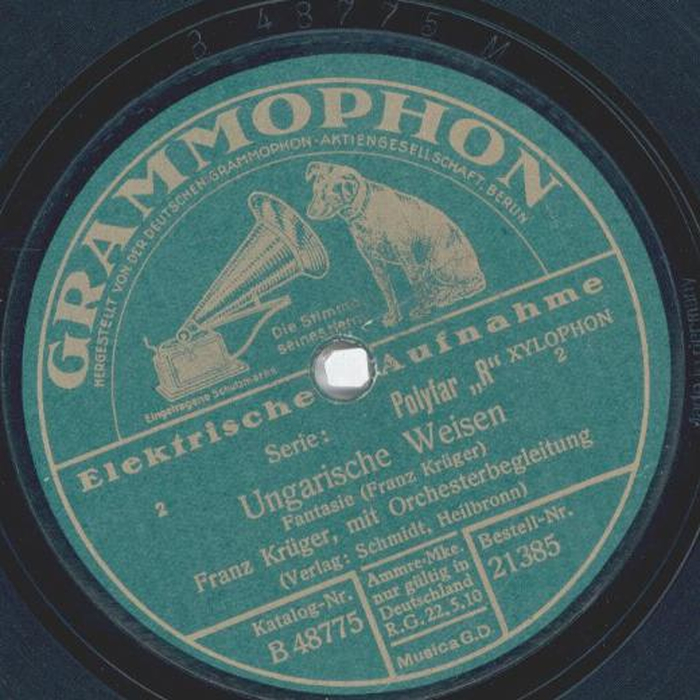 3 48775 M
GRAMMOPHON
HERGESTELLT VON DER DEUTSCHEN GRAMMOPHON-AKTIENGESELLSCHAFT, BERLIN
Die Stimme
seines Herrn
Eingetragene Schutzmarke
Elektrische Aufnahme
Serie: Polyfar „R“ XYLOPHON
2
2
Ungarische Weisen
Fantasie (Franz Krüger)
Franz Krüger, mit Orchesterbegleitung
(Verlag: Schmidt, Heilbronn)
Katalog-Nr.
B 48775
Ammre-Mke.
nur gültig in
Deutschland
R.G. 22.5.10
Musica G.D.
Bestell-Nr.
21385